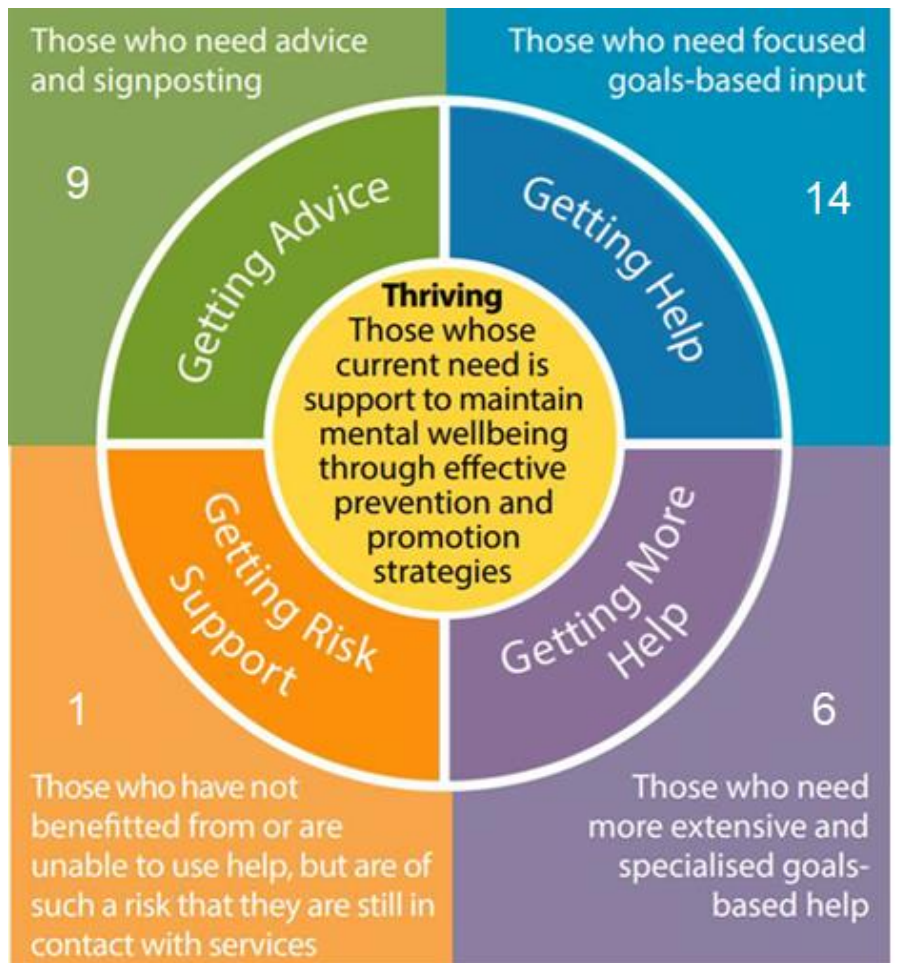 Those who need advice
and signposting
9
Getting Advice
Those who need focused
goals-based input
14
Getting Help
Thriving
Those whose
current need is
support to maintain
mental wellbeing
through effective
prevention and
promotion
strategies
Getting Risk
Support
1
Those who have not
benefitted from or are
unable to use help, but are of
such a risk that they are still in
contact with services
Getting More
Help
6
Those who need
more extensive and
specialised goals-
based help